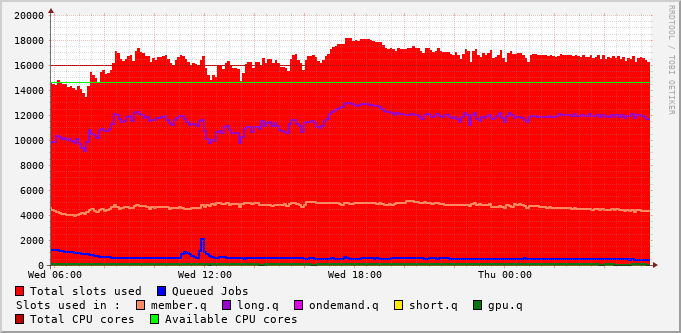 20000
18000
16000
14000
12000
10000
8000
6000
4000
2000
0
Wed 06:00 Wed 12:00 Wed 18:00 Thu 00:00
RRDTOOL / TOBI OETIKER
Total slots used Queued Jobs
Slots used in : member.q long.q ondemand.q short.q gpu.q
Total CPU cores Available CPU cores